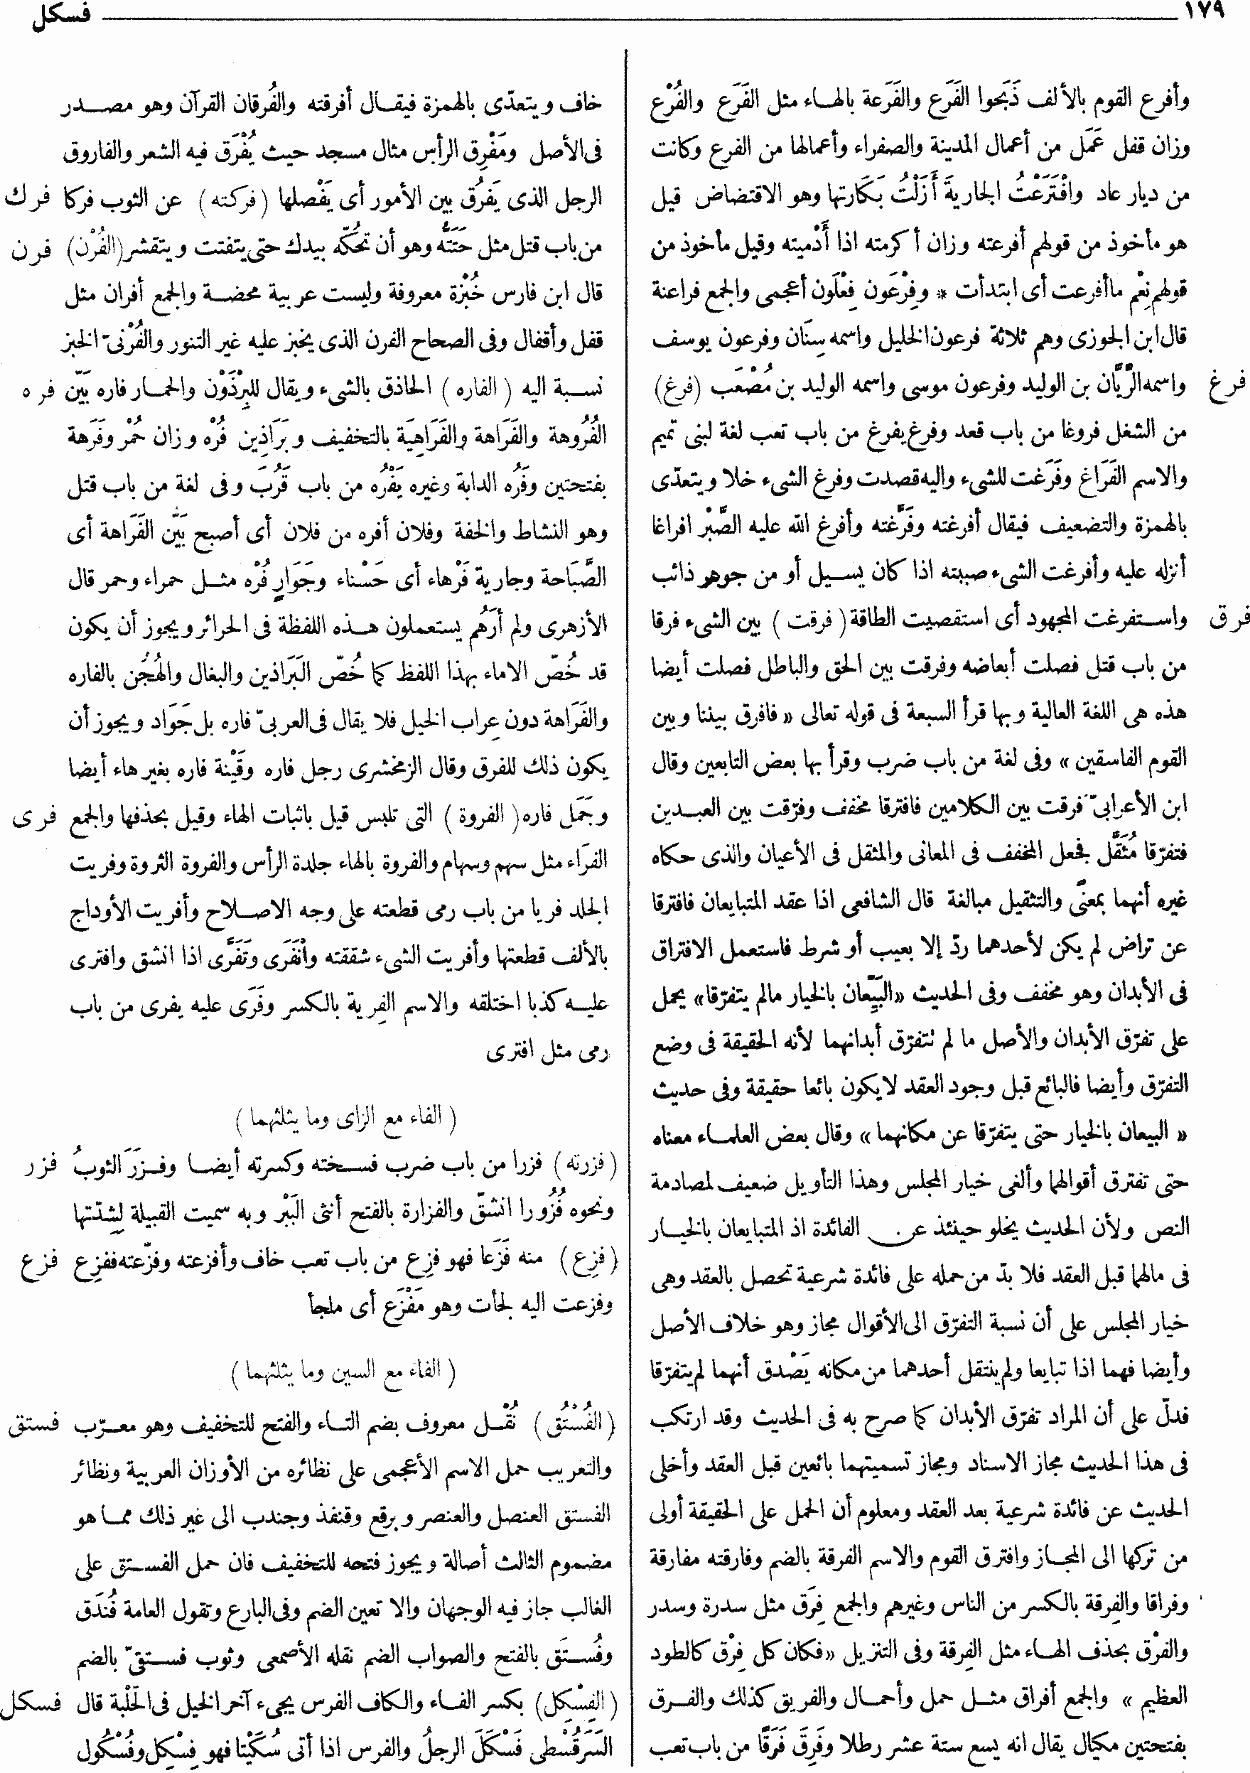 ١٧٩
فسكل
وأفرع القوم بالألف ذَبَحوا الفَرَع والفَرَعة بالهاء مثل الفَرَع والفُرْع
وزان قفل عَمَل من أعمال المدينة والصفراء وأعمالها من الفرع وكانت
من ديار عاد وافْتَرَعْتُ الجارية أَزَلْتُ بَكَارتها وهو الاقتضاض قيل
هو مأخوذ من قولهم أفرعته وزان أكرمته اذا أَدْميته وقيل مأخوذ من
قولهم نِعْم ما أفرعت أى ابتدأت * وفِرْعَون فِعْلَون أعجمى والجمع فراعنة
قال ابن الجوزى وهم ثلاثة فرعون الخليل واسمه سِنَان وفرعون يوسف
فرغ واسمه الرَّيَّان بن الوليد وفرعون موسى واسمه الوليد بن مُصْعَب (فرغ)
من الشغل فروغا من باب قعد وفرغ يفرغ من باب تعب لغة لبنى تميم
والاسم الفَرَاغ وفَرَغت للشىء واليه قصدت وفرغ الشىء خلا ويتعدّى
بالهمزة والتضعيف فيقال أفرغته وفَرَّغته وأفرغ الله عليه الصَّبْر افراغا
أنزله عليه وأفرغت الشىء صببته اذا كان يسيل أو من جوهر ذائب
فرق واستفرغت المجهود أى استقصيت الطاقة (فرقت) بين الشىء فرقا
من باب قتل فصلت أبعاضه وفرقت بين الحق والباطل فصلت أيضا
هذه هى اللغة العالية وبها قرأ السبعة فى قوله تعالى «فافرق بيننا وبين
القوم الفاسقين» وفى لغة من باب ضرب وقرأ بها بعض التابعين وقال
ابن الأعرابىّ فرقت بين الكلامين فافترقا مخفف وفرّقت بين العبدين
فتفرّقا مُثَقَّل فجعل المخفف فى المعانى والمثقل فى الأعيان والذى حكاه
غيره أنهما بمعنًى والتثقيل مبالغة قال الشافعى اذا عقد المتبايعان فافترقا
عن تراض لم يكن لأحدهما ردّ إلا بعيب أو شرط فاستعمل الافتراق
فى الأبدان وهو مخفف وفى الحديث «البَيِّعان بالخيار مالم يتفرّقا» يحمل
على تفرّق الأبدان والأصل ما لم تتفرّق أبدانهما لأنه الحقيقة فى وضع
التفرّق وأيضا فالبائع قبل وجود العقد لا يكون بائعا حقيقة وفى حديث
«البيعان بالخيار حتى يتفرّقا عن مكانهما» وقال بعض العلماء معناه
حتى تفترق أقوالهما وألغى خيار المجلس وهذا التأويل ضعيف لمصادمة
النص ولأن الحديث يخلو حينئذ عن الفائدة اذ المتبايعان بالخيار
فى مالهما قبل العقد فلا بدّ من حمله على فائدة شرعية تحصل بالعقد وهى
خيار المجلس على أن نسبة التفرّق الى الأقوال مجاز وهو خلاف الأصل
وأيضا فهما اذا تبايعا ولم ينتقل أحدهما من مكانه يَصْدق أنهما لم يتفرّقا
فدلّ على أن المراد تفرّق الأبدان كما صرح به فى الحديث وقد ارتكب
فى هذا الحديث مجاز الاسناد ومجاز تسميتهما بائعين قبل العقد وأخلى
الحديث عن فائدة شرعية بعد العقد ومعلوم أن الحمل على الحقيقة أولى
من تركها الى المجاز وافترق القوم والاسم الفرقة بالضم وفارقته مفارقة
وفراقا والفِرقة بالكسر من الناس وغيرهم والجمع فِرَق مثل سدرة وسدر
والفِرْق بحذف الهاء مثل الفِرقة وفى التنزيل «فكان كل فِرْق كالطود
العظيم» والجمع أفراق مثل حمل وأحمال والفريق كذلك والفرق
بفتحتين مكيال يقال انه يسع ستة عشر رطلا وفَرِق فَرَقًا من باب تعب
خاف ويتعدّى بالهمزة فيقال أفرقته والفُرقان القرآن وهو مصدر
فى الأصل ومَفْرِق الرأس مثال مسجد حيث يُفْرَق فيه الشعر والفاروق
الرجل الذى يَفرُق بين الأمور أى يَفْصلها (فركته) عن الثوب فركا فرك
من باب قتل مثل حَتَتّه وهو أن تَحُكّه بيدك حتى يتفتت ويتقشر (الفُرْن) فرن
قال ابن فارس خُبْزة معروفة وليست عربية محضة والجمع أفران مثل
قفل وأقفال وفى الصحاح الفرن الذى يخبز عليه غير التنور والفُرْنىّ الخبز
نسبة اليه (الفاره) الحاذق بالشىء ويقال للبِرْذَوْن والحمار فاره بَيّن فره
الفُرُوهة والفَرَاهة والفَرَاهِيَة بالتخفيف وبَرَاذِين فُرْه وزان حُمْر وفَرَهة
بفتحتين وفَرُه الدابة وغيره يَفْرُه من باب قَرُبَ وفى لغة من باب قتل
وهو النشاط والخفة وفلان أفره من فلان أى أصبح بَيّن الفَرَاهة أى
الصَّبَاحة وجارية فَرْهاء أى حَسْناء وجَوَارٍ فُرْه مثل حمراء وحمر قال
الأزهرى ولم أرَهُم يستعملون هذه اللفظة فى الحرائر ويجوز أن يكون
قد خُصّ الاماء بهذا اللفظ كما خُصّ البَرَاذين والبغال والهُجُن بالفاره
والفَرَاهة دون عِراب الخيل فلا يقال فى العربىّ فاره بل جَوَاد ويجوز أن
يكون ذلك للفرق وقال الزمخشرى رجل فاره وقَيْنة فاره بغير هاء أيضا
وجَمَل فاره (الفروة) التى تلبس قيل باثبات الهاء وقيل بحذفها والجمع فرى
الفرَاء مثل سهم وسهام والفروة بالهاء جلدة الرأس والفروة الثروة وفريت
الجلد فريا من باب رمى قطعته على وجه الاصلاح وأفريت الأوداج
بالألف قطعتها وأفريت الشىء شققته وأنْفَرَى وتَفَرَّى اذا انشق وافترى
عليه كذبا اختلقه والاسم الفِرية بالكسر وفَرَى عليه يفرى من باب
رمى مثل افترى
(الفاء مع الزاى وما يثلثهما)
(فزرته) فزرا من باب ضرب فسخته وكسرته أيضا وفَزَرَ الثوبُ فزر
ونحوه فُزُورا انشقّ والفزارة بالفتح أنثى البَبْر وبه سميت القبيلة لشدّتها
(فزِع) منه فَزَعا فهو فزِع من باب تعب خاف وأفزعته وفزّعته ففزع فزع
وفزعت اليه لجأت وهو مَفْزَع أى ملجأ
(الفاء مع السين وما يثلثهما)
(الفُسْتُق) نُقْل معروف بضم التاء والفتح للتخفيف وهو معرّب فستق
والتعريب حمل الاسم الأعجمى على نظائره من الأوزان العربية ونظائر
الفستق العنصل والعنصر وبرقع وقنفذ وجندب الى غير ذلك مما هو
مضموم الثالث أصالة ويجوز فتحه للتخفيف فان حمل الفستق على
الغالب جاز فيه الوجهان والا تعين الضم وفى البارع وتقول العامة فُنْدَق
وفُستَق بالفتح والصواب الضم نقله الأصمعى وثوب فستقىّ بالضم
(الفِسْكِل) بكسر الفاء والكاف الفرس يجىء آخر الخيل فى الحَلْبة قال فسكل
السَّرَقُسْطى فَسْكَلَ الرجلُ والفرس اذا أتى سُكَيْتا فهو فِسْكِل وفُسْكُول